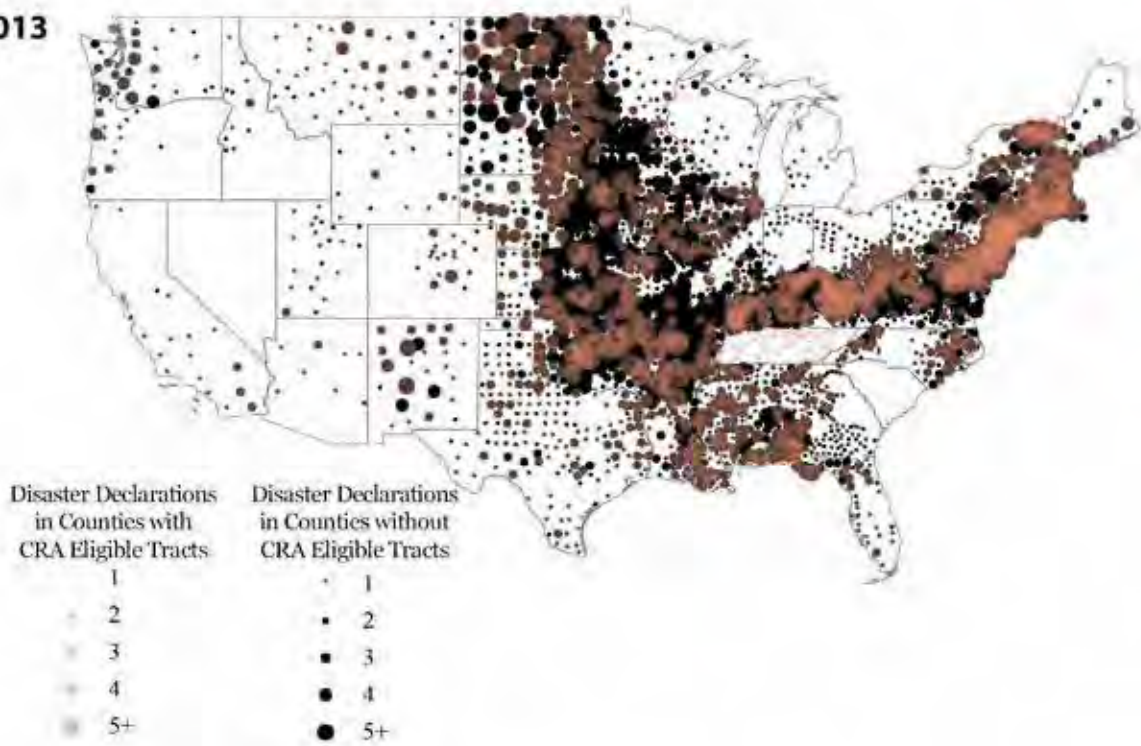 013
Disaster Declarations
in Counties with
CRA Eligible Tracts
1
2
3
4
5+
Disaster Declarations
in Counties without
CRA Eligible Tracts
1
2
3
4
5+